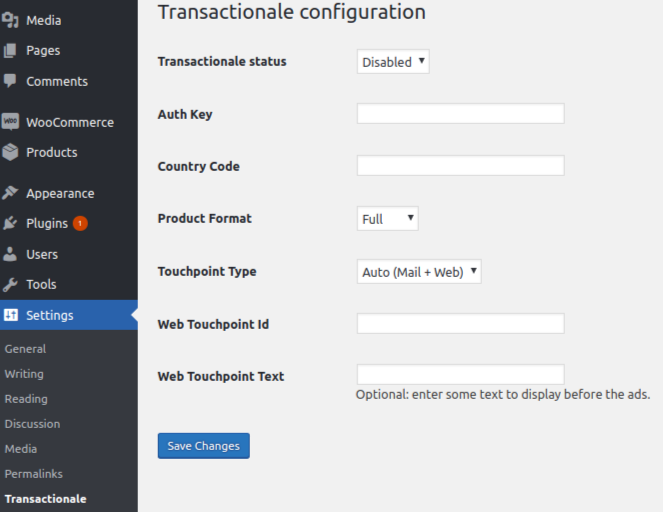 Media
Pages
Comments
Woo WooCommerce
Products
Appearance
Plugins 1
Users
Tools
Settings
General
Writing
Reading
Discussion
Media
Permalinks
Transactionale
Transactionale configuration
Transactionale status Disabled
Auth Key
Country Code
Product Format Full
Touchpoint Type Auto (Mail + Web)
Web Touchpoint Id
Web Touchpoint Text
Optional: enter some text to display before the ads.
Save Changes